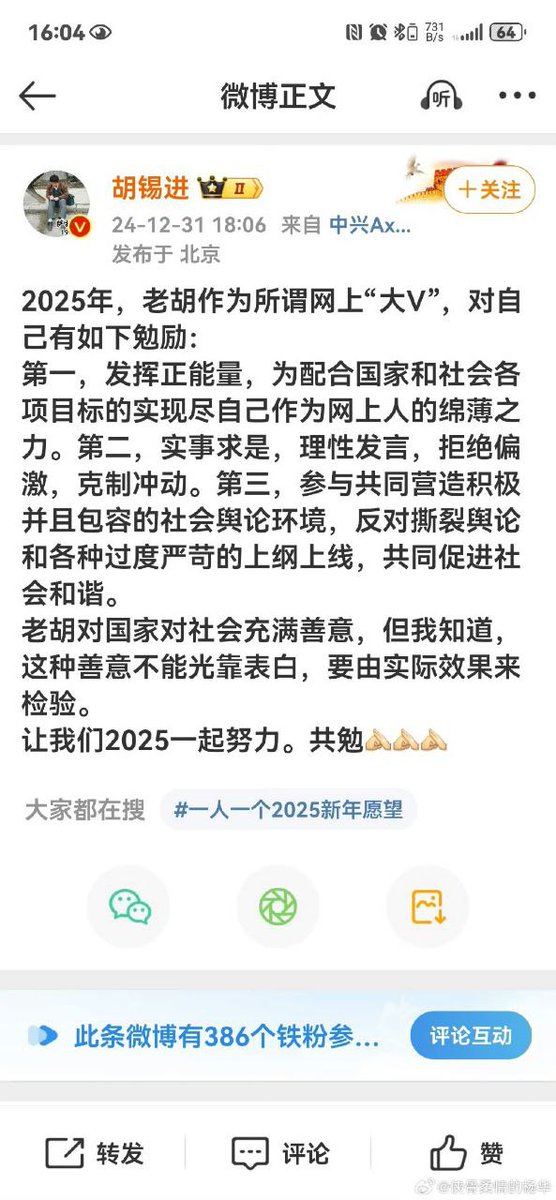 16:04
731
B/s
64
微博正文
听
胡锡进
II
+关注
24-12-31 18:06 来自 中兴Ax...
发布于 北京
2025年，老胡作为所谓网上“大V”，对自
己有如下勉励：
第一，发挥正能量，为配合国家和社会各
项目标的实现尽自己作为网上人的绵薄之
力。第二，实事求是，理性发言，拒绝偏
激，克制冲动。第三，参与共同营造积极
并且包容的社会舆论环境，反对撕裂舆论
和各种过度严苛的上纲上线，共同促进社
会和谐。
老胡对国家对社会充满善意，但我知道，
这种善意不能光靠表白，要由实际效果来
检验。
让我们2025一起努力。共勉💪🏻💪🏻💪🏻
大家都在搜 #一人一个2025新年愿望
此条微博有386个铁粉参... 评论互动
转发 评论 赞
@侠骨柔情的杨华